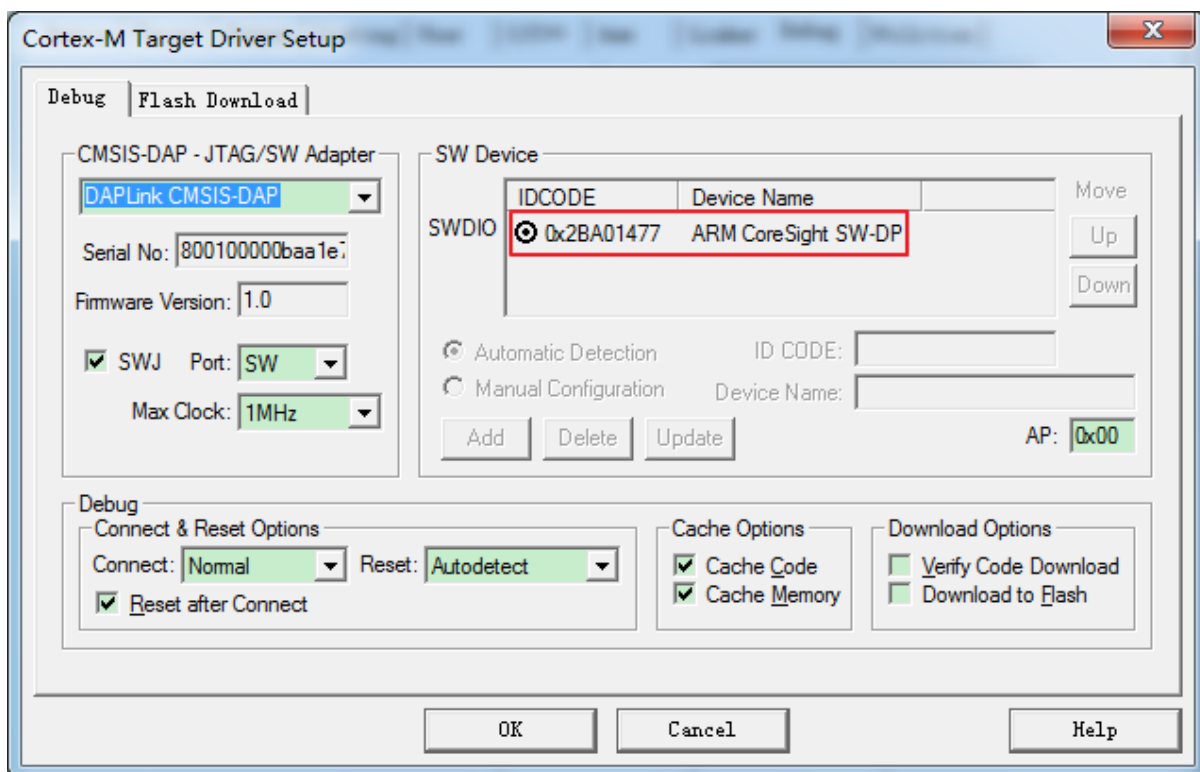 Cortex-M Target Driver Setup
Debug
Flash Download
CMSIS-DAP - JTAG/SW Adapter
DAPLink CMSIS-DAP
Serial No: 800100000baa1e
Firmware Version: 1.0
SWJ Port: SW
Max Clock: 1MHz
SW Device
IDCODE Device Name
SWDIO 0x2BA01477 ARM CoreSight SW-DP
Move
Up
Down
Automatic Detection ID CODE:
Manual Configuration Device Name:
Add Delete Update AP: 0x00
Debug
Connect & Reset Options
Connect: Normal Reset: Autodetect
Reset after Connect
Cache Options
Cache Code
Cache Memory
Download Options
Verify Code Download
Download to Flash
OK Cancel Help